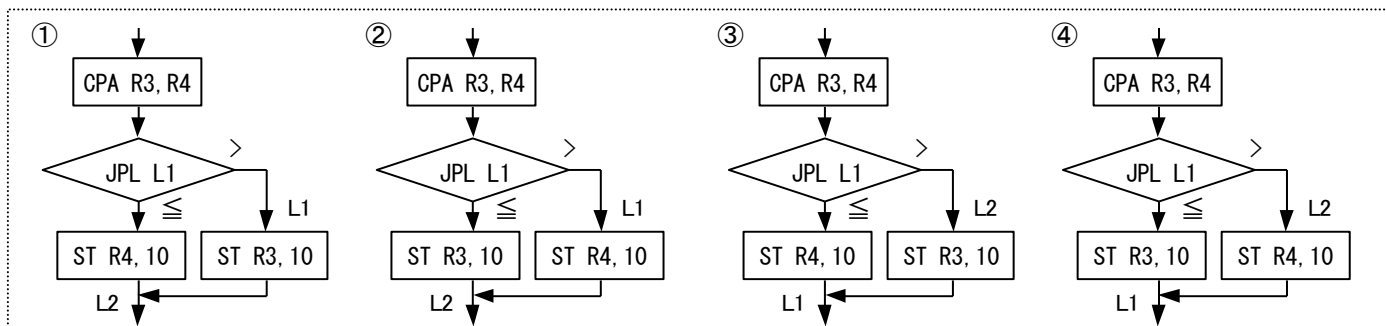 ①
CPA R3, R4
>
JPL L1
≦
L1
ST R4, 10
ST R3, 10
L2
②
CPA R3, R4
>
JPL L1
≦
L1
ST R3, 10
ST R4, 10
L2
③
CPA R3, R4
>
JPL L1
≦
L2
ST R4, 10
ST R3, 10
L1
④
CPA R3, R4
>
JPL L1
≦
L2
ST R3, 10
ST R4, 10
L1